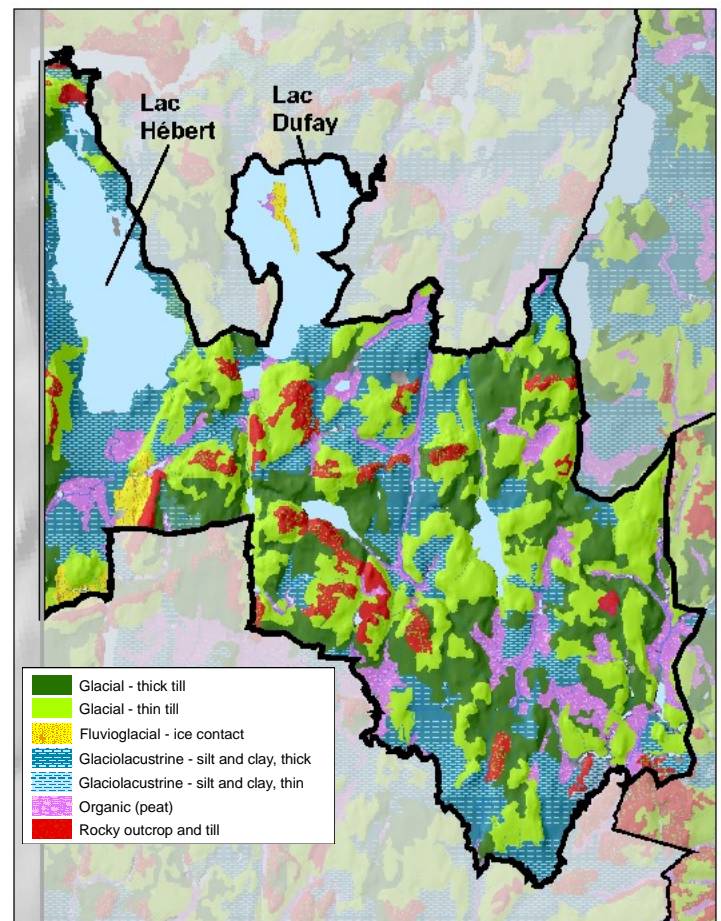 Lac
Hébert
Lac
Dufay
Glacial - thick till
Glacial - thin till
Fluvioglacial - ice contact
Glaciolacustrine - silt and clay, thick
Glaciolacustrine - silt and clay, thin
Organic (peat)
Rocky outcrop and till